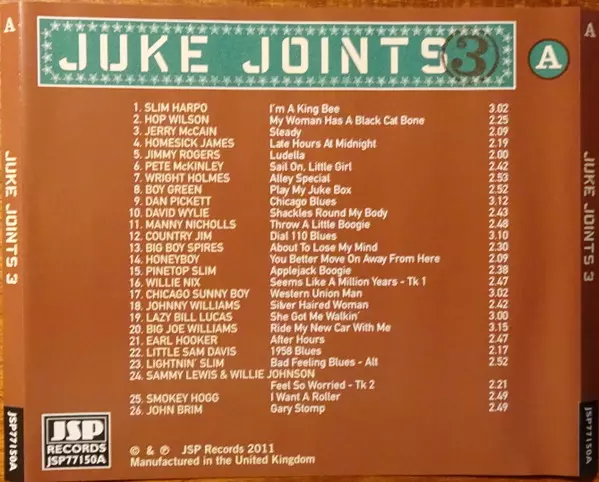 A
JUKE JOINTS 3
A
A
JUKE JOINTS 3
JUKE JOINTS 3
1. SLIM HARPO I'm A King Bee 3.02
2. HOP WILSON My Woman Has A Black Cat Bone 2.25
3. JERRY McCAIN Steady 2.09
4. HOMESICK JAMES Late Hours At Midnight 2.19
5. JIMMY ROGERS Ludella 2.00
6. PETE McKINLEY Sail On, Little Girl 2.42
7. WRIGHT HOLMES Alley Special 2.53
8. BOY GREEN Play My Juke Box 2.52
9. DAN PICKETT Chicago Blues 3.12
10. DAVID WYLIE Shackles Round My Body 2.43
11. MANNY NICHOLLS Throw A Little Boogie 2.48
12. COUNTRY JIM Dial 110 Blues 3.10
13. BIG BOY SPIRES About To Lose My Mind 2.30
14. HONEYBOY You Better Move On Away From Here 2.09
15. PINETOP SLIM Applejack Boogie 2.38
16. WILLIE NIX Seems Like A Million Years - Tk 1 2.47
17. CHICAGO SUNNY BOY Western Union Man 3.02
18. JOHNNY WILLIAMS Silver Haired Woman 2.42
19. LAZY BILL LUCAS She Got Me Walkin' 3.00
20. BIG JOE WILLIAMS Ride My New Car With Me 3.15
21. EARL HOOKER After Hours 2.47
22. LITTLE SAM DAVIS 1958 Blues 2.17
23. LIGHTNIN' SLIM Bad Feeling Blues - Alt 2.52
24. SAMMY LEWIS & WILLIE JOHNSON
Feel So Worried - Tk 2 2.21
25. SMOKEY HOGG I Want A Roller 2.49
26. JOHN BRIM Gary Stomp 2.49
JSP
RECORDS
JSP77150A
© & ℗ JSP Records 2011
Manufactured in the United Kingdom
JSP77150A
JSP77150A